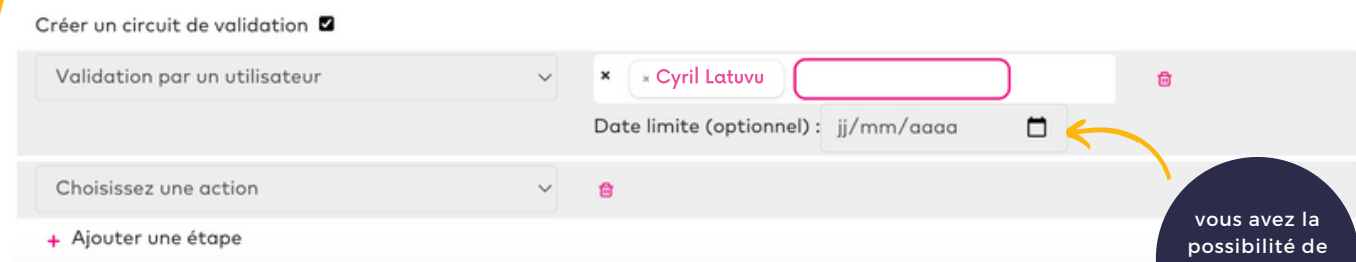 Créer un circuit de validation
Validation par un utilisateur
× × Cyril Latuvu
Date limite (optionnel) : jj/mm/aaaa
Choisissez une action
+ Ajouter une étape
vous avez la
possibilité de